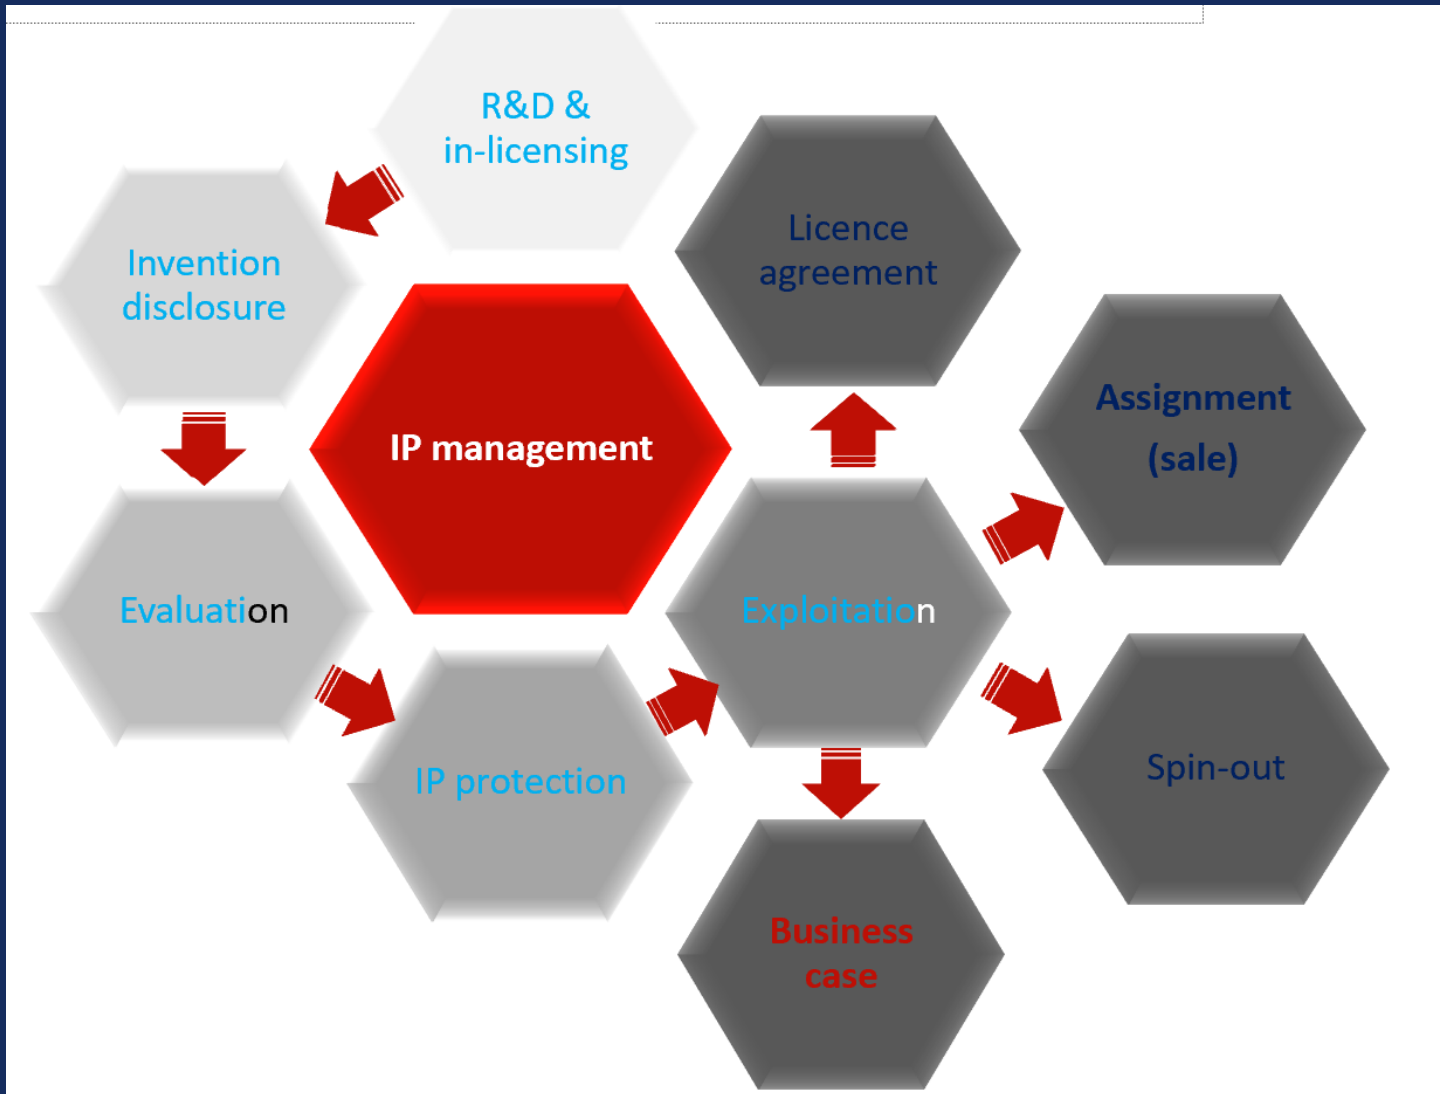 R&D &
in-licensing
Invention
disclosure
Licence
agreement
IP management
Assignment
(sale)
Evaluation
Exploitation
IP protection
Spin-out
Business
case